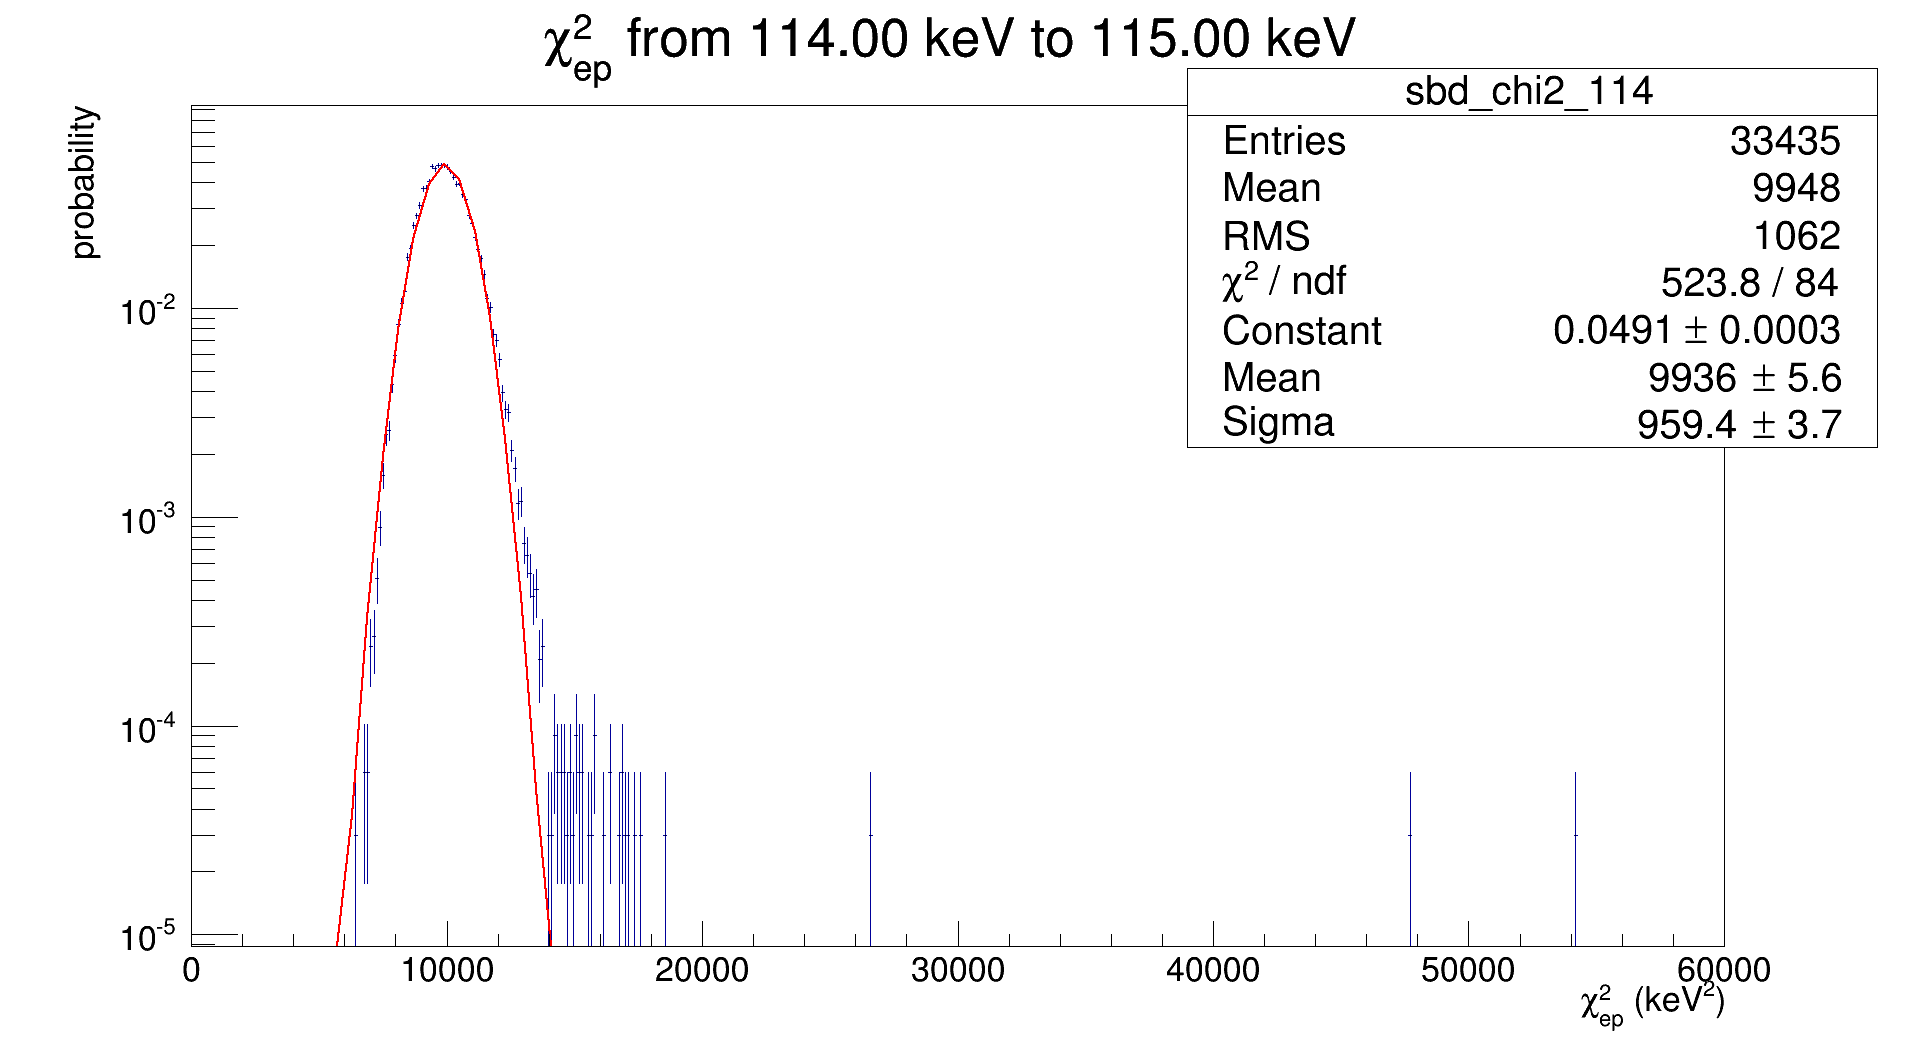 χ²ep from 114.00 keV to 115.00 keV
sbd_chi2_114
Entries 33435
Mean 9948
RMS 1062
χ² / ndf 523.8 / 84
Constant 0.0491 ± 0.0003
Mean 9936 ± 5.6
Sigma 959.4 ± 3.7
probability
10⁻²
10⁻³
10⁻⁴
10⁻⁵
0 10000 20000 30000 40000 50000 60000
χ²ep (keV²)